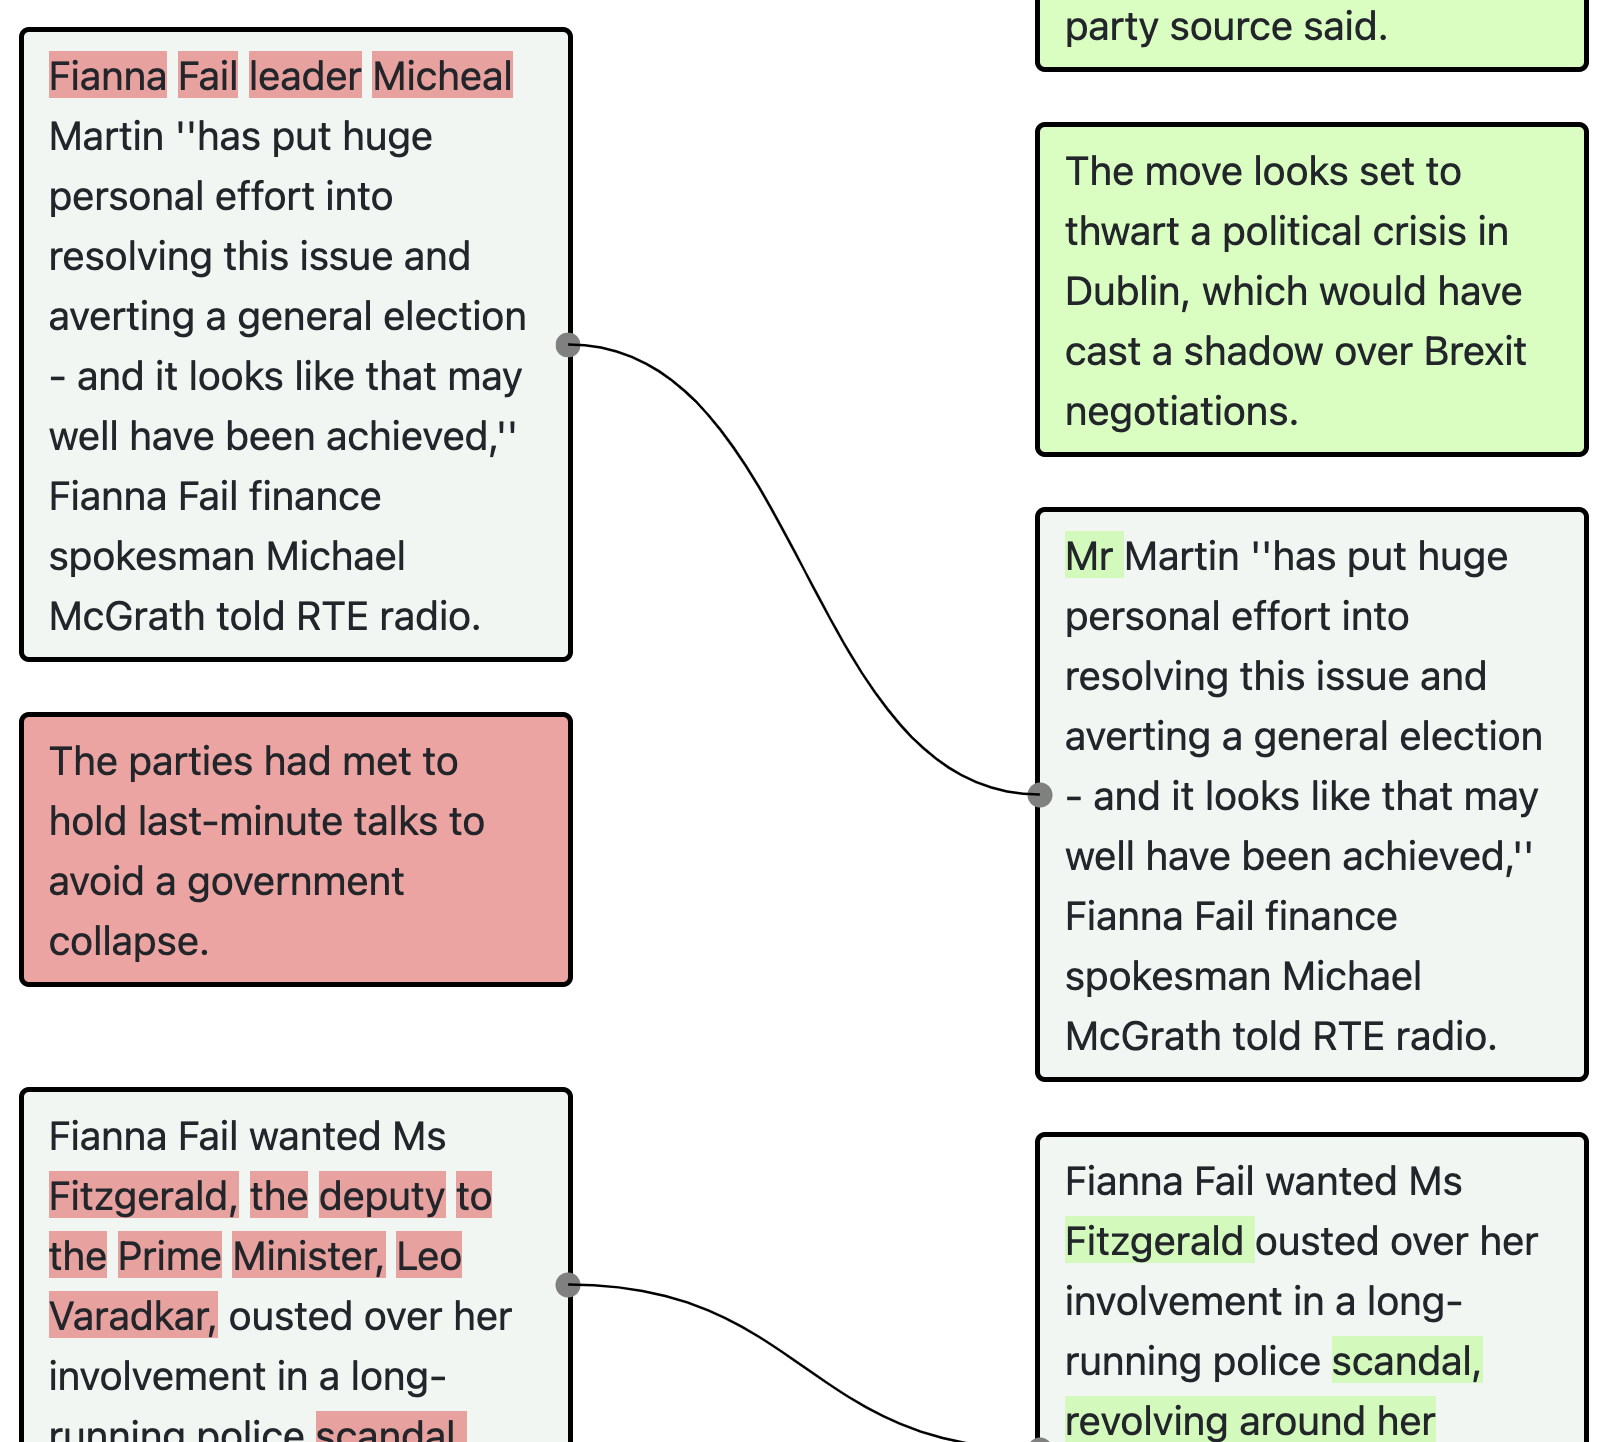 Fianna Fail leader Micheal
Martin ''has put huge
personal effort into
resolving this issue and
averting a general election
- and it looks like that may
well have been achieved,''
Fianna Fail finance
spokesman Michael
McGrath told RTE radio.
The parties had met to
hold last-minute talks to
avoid a government
collapse.
Fianna Fail wanted Ms
Fitzgerald, the deputy to
the Prime Minister, Leo
Varadkar, ousted over her
involvement in a long-
running police scandal
party source said.
The move looks set to
thwart a political crisis in
Dublin, which would have
cast a shadow over Brexit
negotiations.
Mr Martin ''has put huge
personal effort into
resolving this issue and
averting a general election
- and it looks like that may
well have been achieved,''
Fianna Fail finance
spokesman Michael
McGrath told RTE radio.
Fianna Fail wanted Ms
Fitzgerald ousted over her
involvement in a long-
running police scandal,
revolving around her